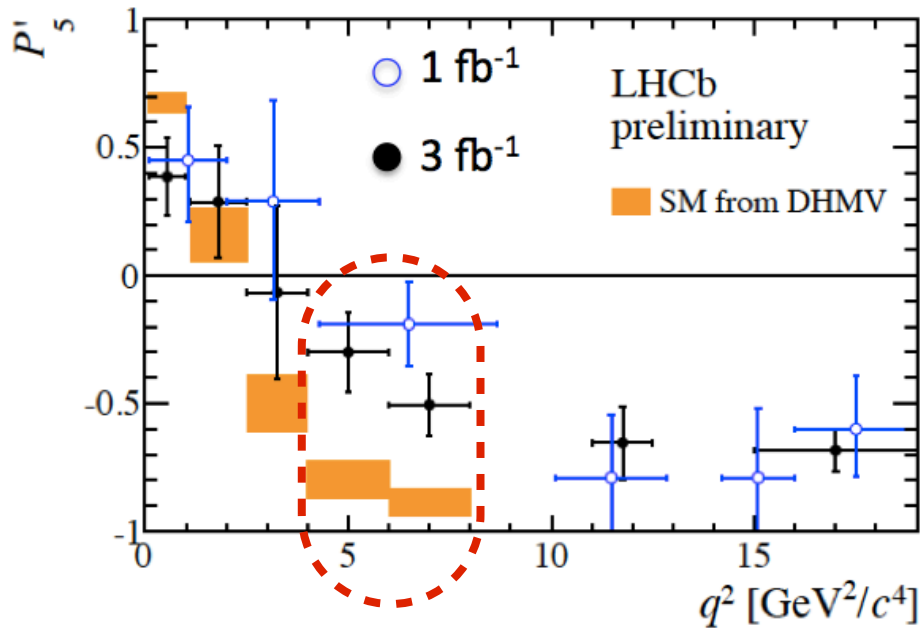 P'5
1
0.5
0
-0.5
-1
1 fb-1
3 fb-1
LHCb
preliminary
SM from DHMV
0 5 10 15
q2 [GeV2/c4]